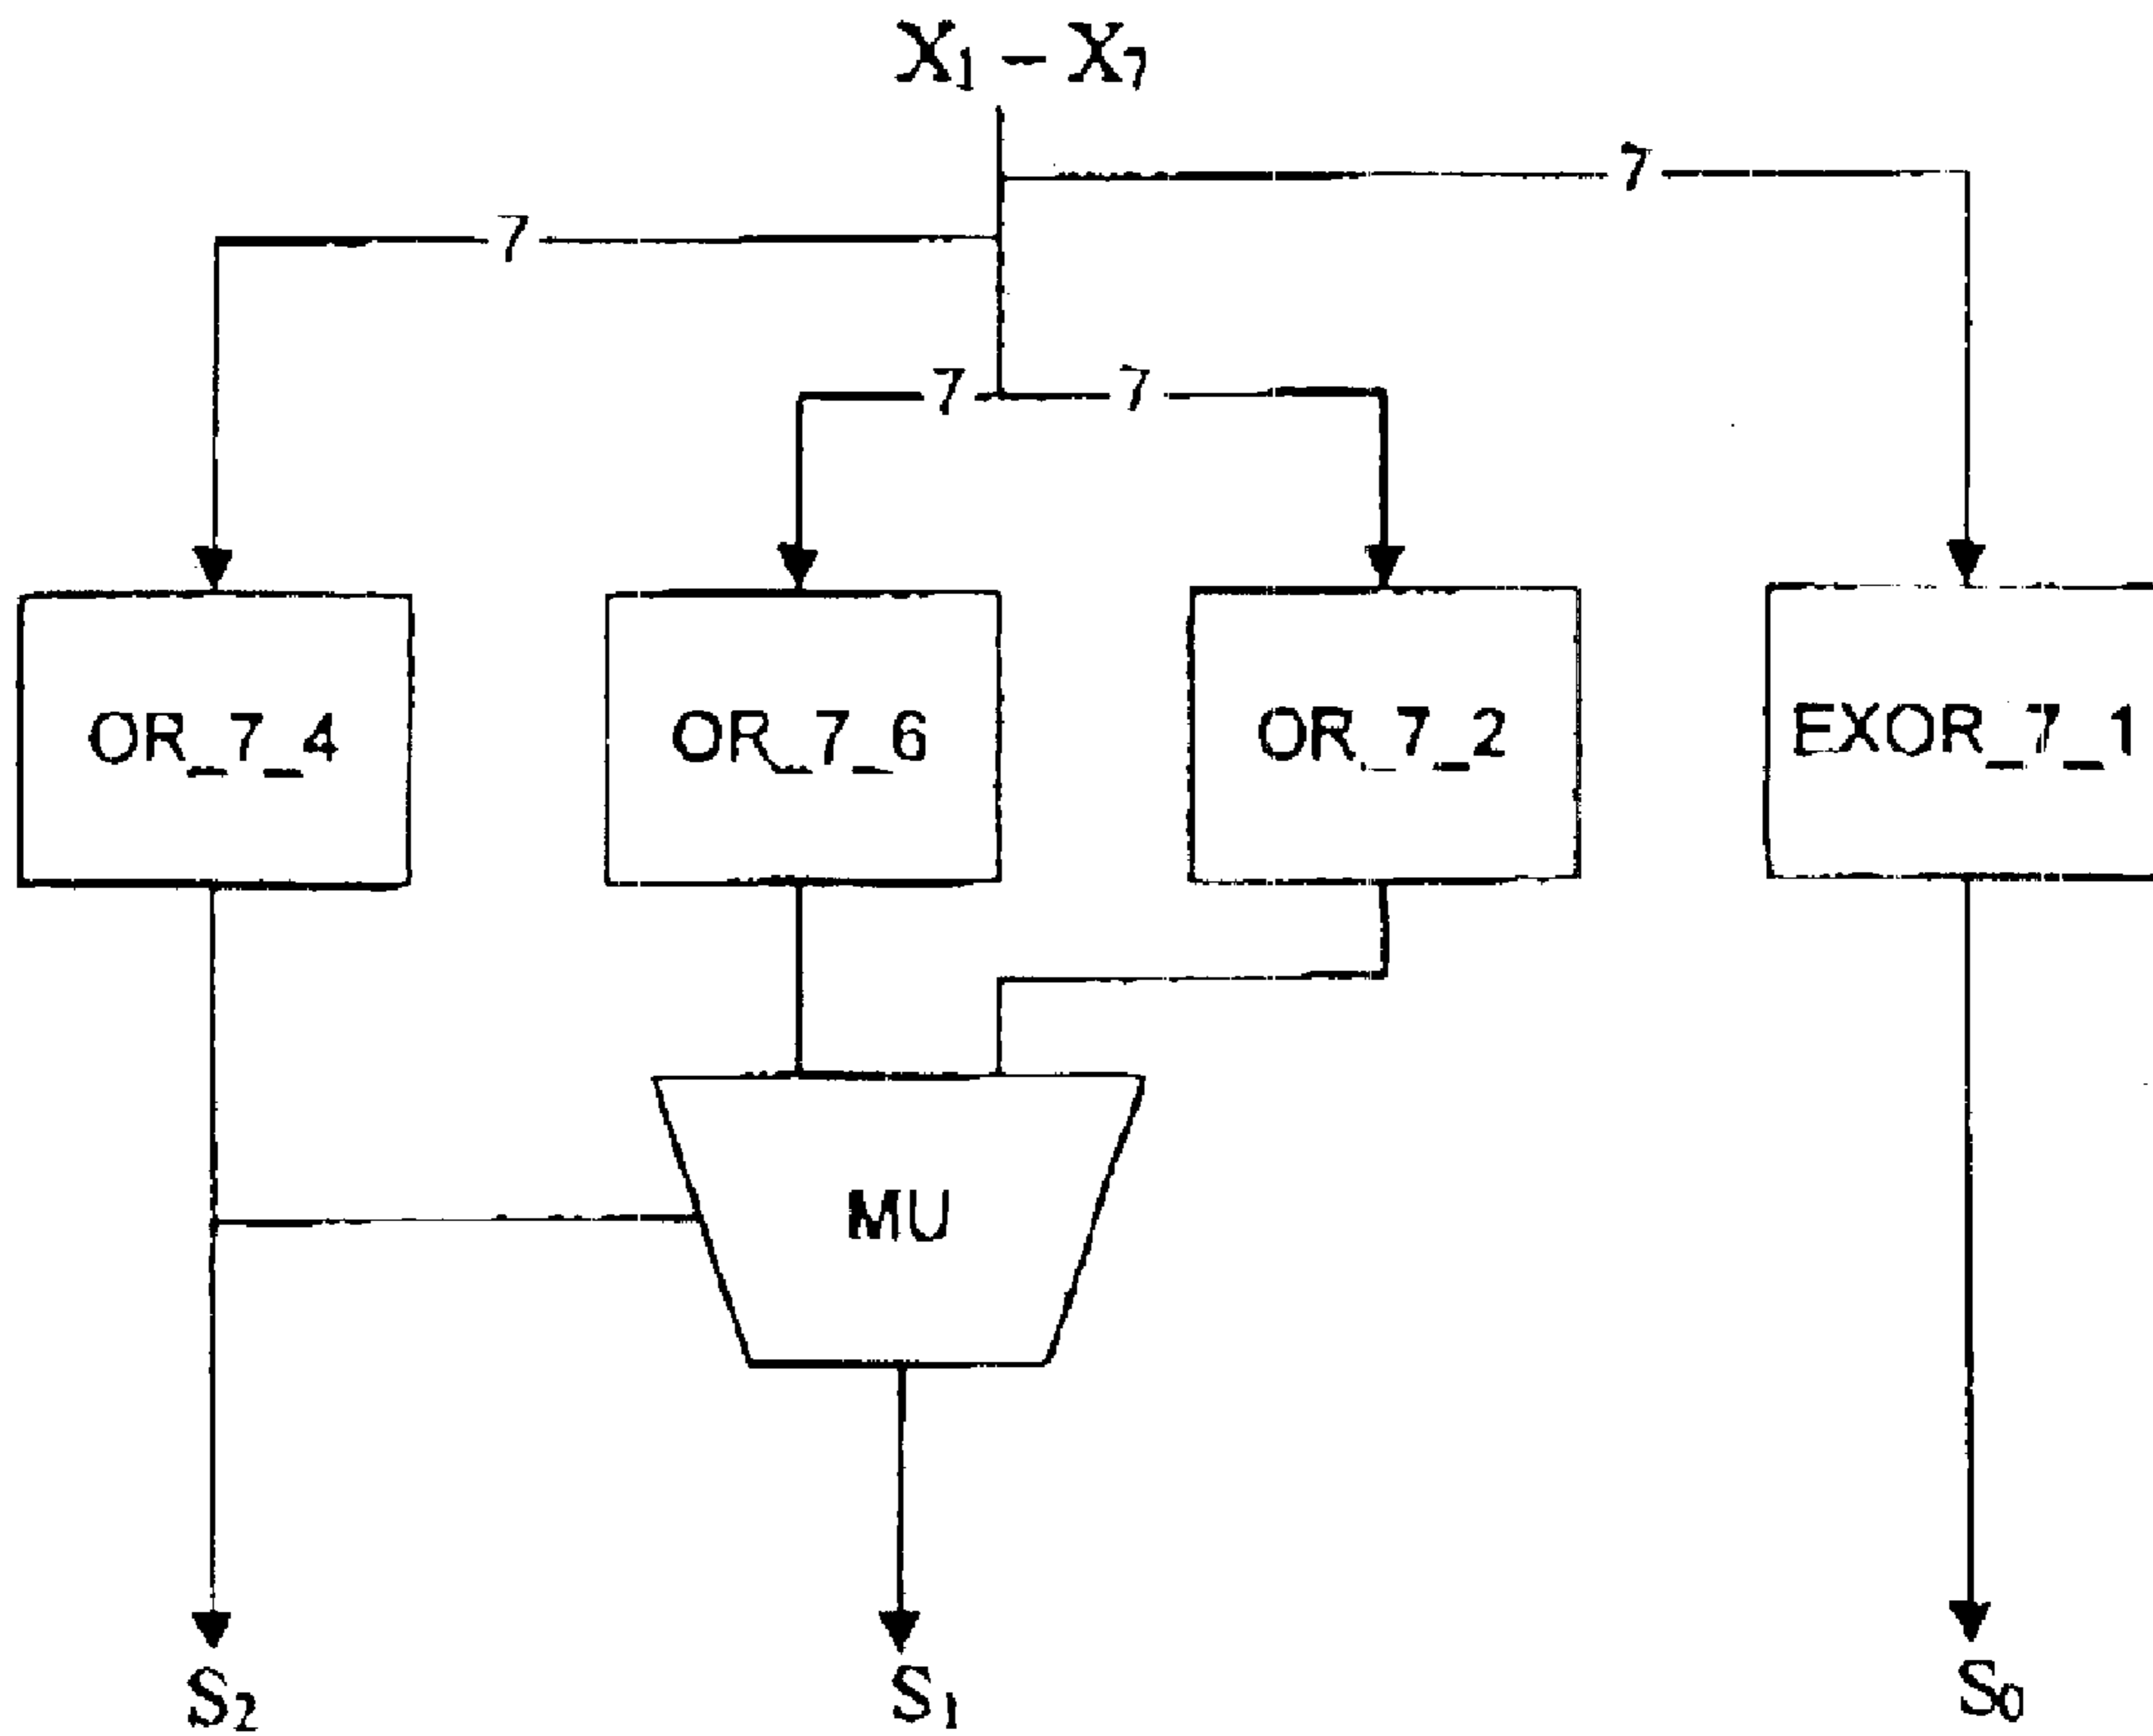 X₁ – X₇
7
7
7 7
OR_7_4 OR_7_6 OR_7_2 EXOR_7_1
MU
S₂ S₁ S₀